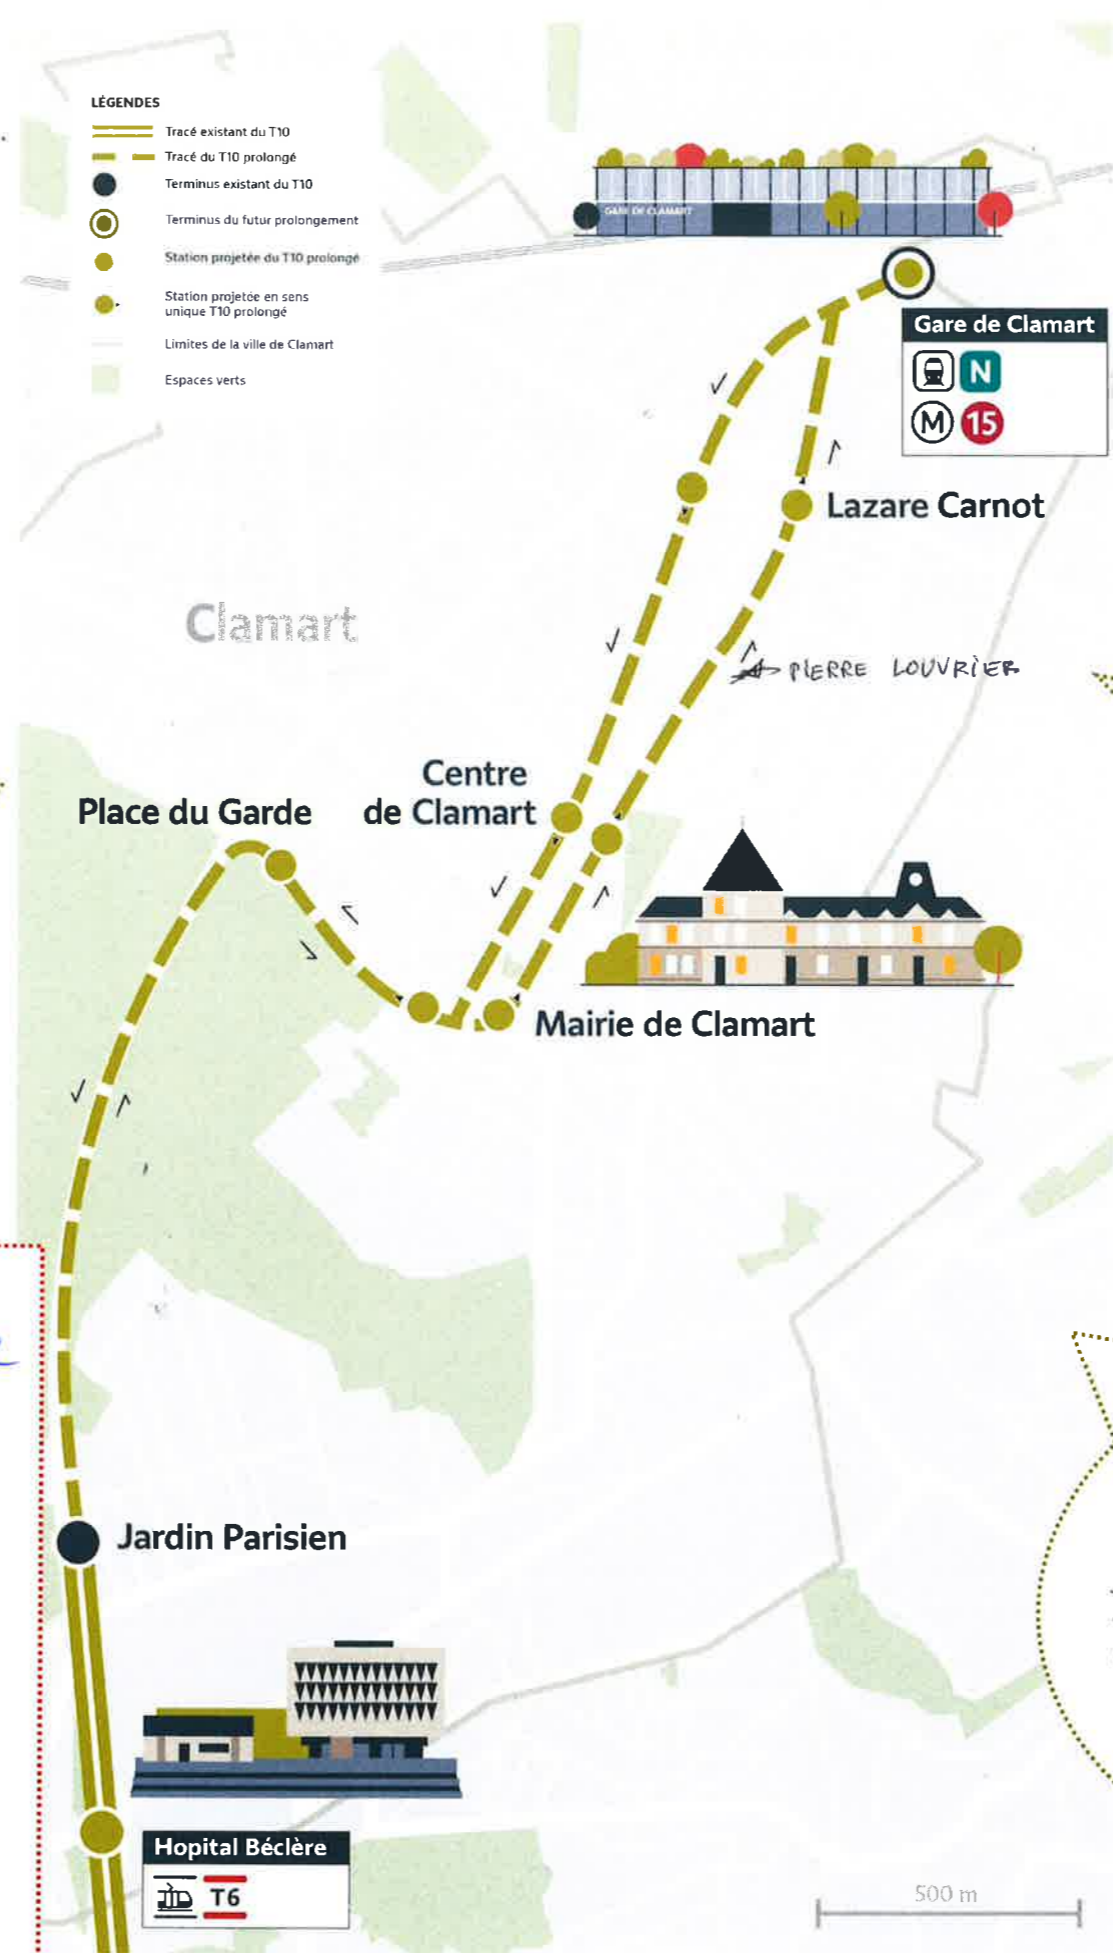 LÉGENDES
Tracé existant du T10
Tracé du T10 prolongé
Terminus existant du T10
Terminus du futur prolongement
Station projetée du T10 prolongé
Station projetée en sens
unique T10 prolongé
Limites de la ville de Clamart
Espaces verts
GARE DE CLAMART
Gare de Clamart
N
M 15
Lazare Carnot
Clamart
PIERRE LOUVRIER
Centre
de Clamart
Place du Garde
Mairie de Clamart
Jardin Parisien
Hopital Béclère
T6
500 m